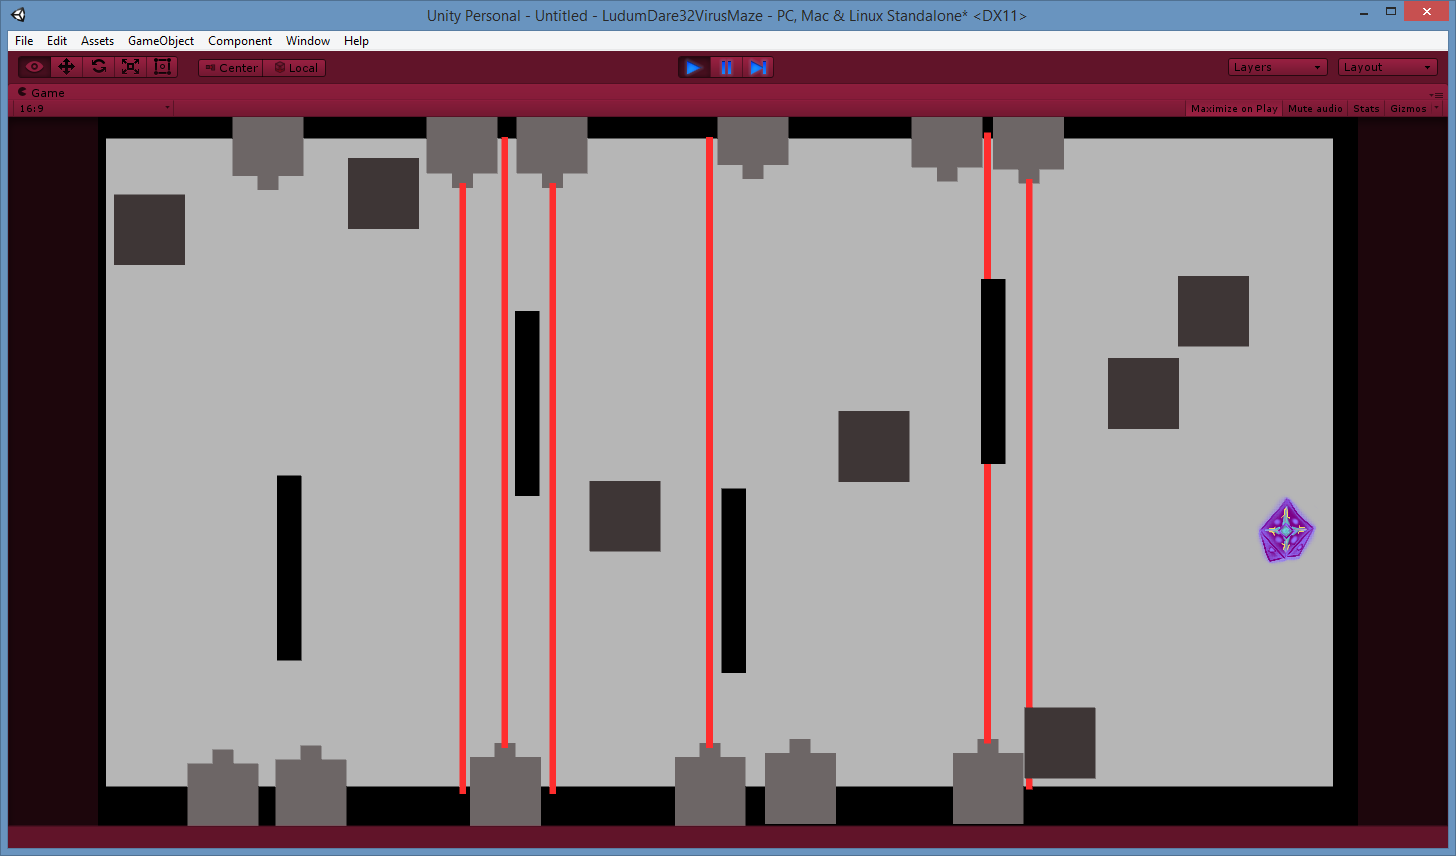 Unity Personal - Untitled - LudumDare32VirusMaze - PC, Mac & Linux Standalone* <DX11>
File Edit Assets GameObject Component Window Help
Center Local Layers Layout
Game
16:9 Maximize on Play Mute audio Stats Gizmos